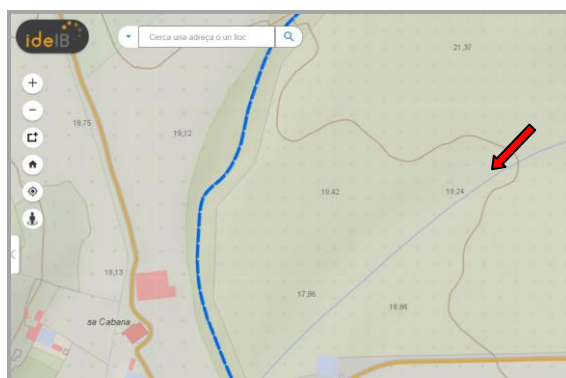 ideIB
Cerca una adreça o un lloc
21,37
18,75
19,12
19,42
19,24
18,13
17,86
18,86
sa Cabana